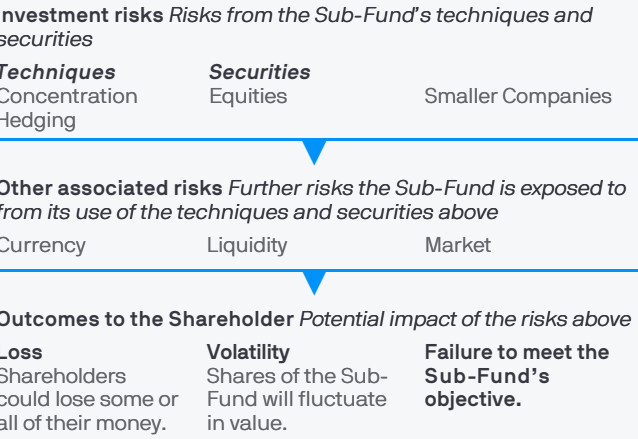 Investment risks Risks from the Sub-Fund's techniques and
securities
Techniques Securities
Concentration Equities Smaller Companies
Hedging
Other associated risks Further risks the Sub-Fund is exposed to
from its use of the techniques and securities above
Currency Liquidity Market
Outcomes to the Shareholder Potential impact of the risks above
Loss Volatility Failure to meet the
Shareholders Shares of the Sub- Sub-Fund's
could lose some or Fund will fluctuate objective.
all of their money. in value.